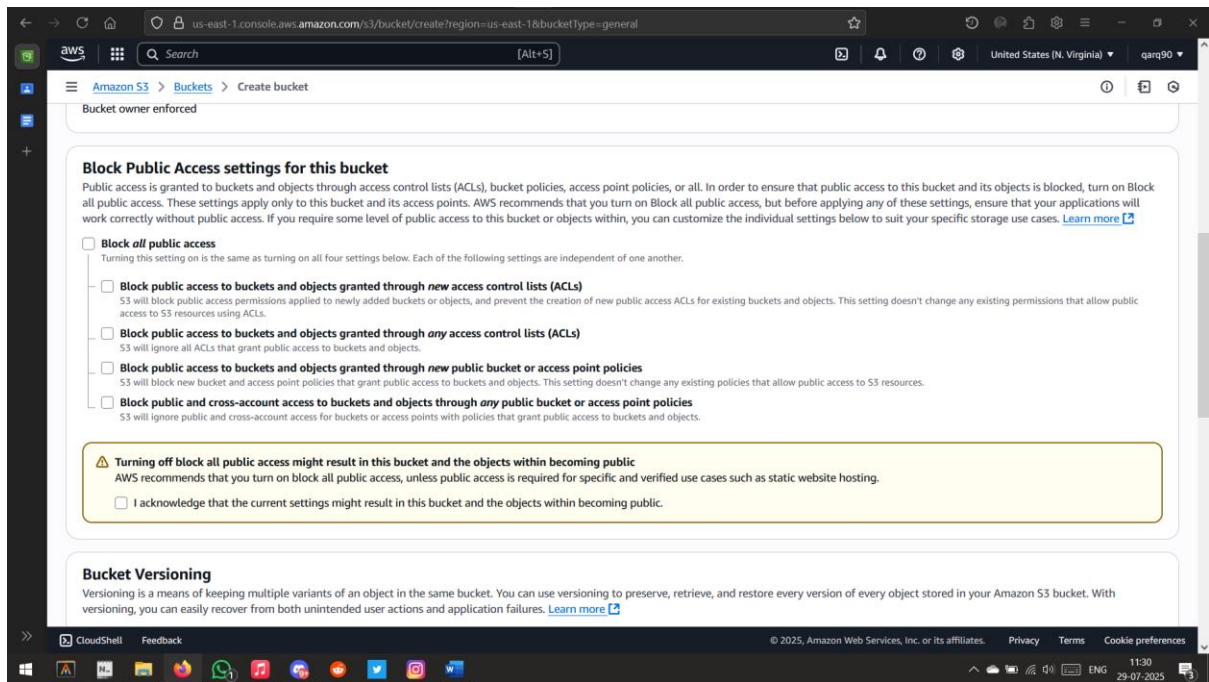 us-east-1.console.aws.amazon.com/s3/bucket/create?region=us-east-1&bucketType=general
aws
Search
[Alt+S]
United States (N. Virginia)
qarq90
Amazon S3 > Buckets > Create bucket
Bucket owner enforced
Block Public Access settings for this bucket
Public access is granted to buckets and objects through access control lists (ACLs), bucket policies, access point policies, or all. In order to ensure that public access to this bucket and its objects is blocked, turn on Block
all public access. These settings apply only to this bucket and its access points. AWS recommends that you turn on Block all public access, but before applying any of these settings, ensure that your applications will
work correctly without public access. If you require some level of public access to this bucket or objects within, you can customize the individual settings below to suit your specific storage use cases. Learn more
Block all public access
Turning this setting on is the same as turning on all four settings below. Each of the following settings are independent of one another.
Block public access to buckets and objects granted through new access control lists (ACLs)
S3 will block public access permissions applied to newly added buckets or objects, and prevent the creation of new public access ACLs for existing buckets and objects. This setting doesn't change any existing permissions that allow public
access to S3 resources using ACLs.
Block public access to buckets and objects granted through any access control lists (ACLs)
S3 will ignore all ACLs that grant public access to buckets and objects.
Block public access to buckets and objects granted through new public bucket or access point policies
S3 will block new bucket and access point policies that grant public access to buckets and objects. This setting doesn't change any existing policies that allow public access to S3 resources.
Block public and cross-account access to buckets and objects through any public bucket or access point policies
S3 will ignore public and cross-account access for buckets or access points with policies that grant public access to buckets and objects.
Turning off block all public access might result in this bucket and the objects within becoming public
AWS recommends that you turn on block all public access, unless public access is required for specific and verified use cases such as static website hosting.
I acknowledge that the current settings might result in this bucket and the objects within becoming public.
Bucket Versioning
Versioning is a means of keeping multiple variants of an object in the same bucket. You can use versioning to preserve, retrieve, and restore every version of every object stored in your Amazon S3 bucket. With
versioning, you can easily recover from both unintended user actions and application failures. Learn more
CloudShell Feedback
© 2025, Amazon Web Services, Inc. or its affiliates. Privacy Terms Cookie preferences
ENG
11:30
29-07-2025